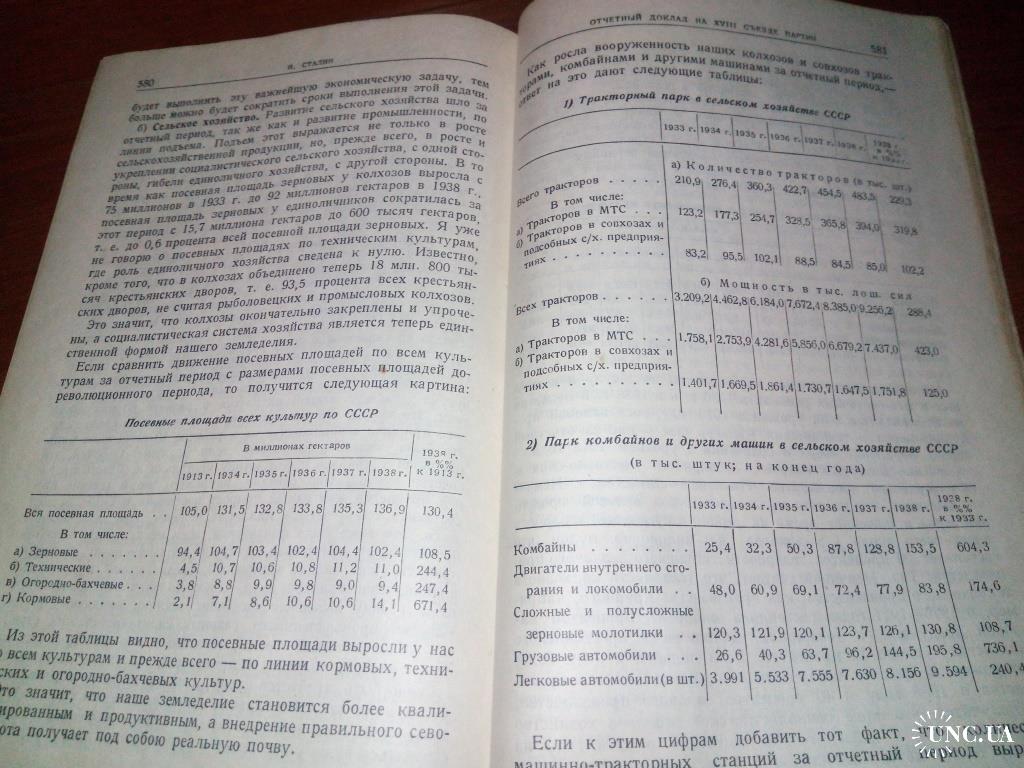 580
И. СТАЛИН
будет выполнить эту важнейшую экономическую задачу, тем
больше можно будет сократить сроки выполнения этой задачи.
б) Сельское хозяйство. Развитие сельского хозяйства шло за
отчетный период, так же как и развитие промышленности, по
линии подъема. Подъем этот выражается не только в росте
сельскохозяйственной продукции, но, прежде всего, в росте и
укреплении социалистического сельского хозяйства, с одной сто-
роны, гибели единоличного хозяйства, с другой стороны. В то
время как посевная площадь зерновых у колхозов выросла с
75 миллионов в 1933 г. до 92 миллионов гектаров в 1938 г.,
посевная площадь зерновых у единоличников сократилась за
этот период с 15,7 миллиона гектаров до 600 тысяч гектаров,
т. е. до 0,6 процента всей посевной площади зерновых. Я уже
не говорю о посевных площадях по техническим культурам,
где роль единоличного хозяйства сведена к нулю. Известно,
кроме того, что в колхозах объединено теперь 18 млн. 800 ты-
сяч крестьянских дворов, т. е. 93,5 процента всех крестьян-
ских дворов, не считая рыболовецких и промысловых колхозов.
Это значит, что колхозы окончательно закреплены и упроче-
ны, а социалистическая система хозяйства является теперь един-
ственной формой нашего земледелия.
Если сравнить движение посевных площадей по всем куль-
турам за отчетный период с размерами посевных площадей до-
революционного периода, то получится следующая картина:
Посевные площади всех культур по СССР
В миллионах гектаров
1938 г. в %% к 1913 г.
1913 г. 1934 г. 1935 г. 1936 г. 1937 г. 1938 г.
Вся посевная площадь . . 105,0 131,5 132,8 133,8 135,3 136,9 130,4
В том числе:
а) Зерновые . . . . . . . 94,4 104,7 103,4 102,4 104,4 102,4 108,5
б) Технические . . . . . . 4,5 10,7 10,6 10,8 11,2 11,0 244,4
в) Огородно-бахчевые . . . 3,8 8,8 9,9 9,8 9,0 9,4 247,4
г) Кормовые . . . . . . . 2,1 7,1 8,6 10,6 10,6 14,1 671,4
Из этой таблицы видно, что посевные площади выросли у нас
о всем культурам и прежде всего — по линии кормовых, техни-
ских и огородно-бахчевых культур.
Это значит, что наше земледелие становится более квали-
ированным и продуктивным, а внедрение правильного сево-
ота получает под собою реальную почву.
ОТЧЕТНЫЙ ДОКЛАД НА XVIII СЪЕЗДЕ ПАРТИИ
581
Как росла вооруженность наших колхозов и совхозов трак-
торами, комбайнами и другими машинами за отчетный период,—
ответ на это дают следующие таблицы:
1) Тракторный парк в сельском хозяйстве СССР
1933 г. 1934 г. 1935 г. 1936 г. 1937 г. 1938 г. 1938 г. в %% к 1933 г.
а) Количество тракторов (в тыс. шт.)
Всего тракторов . . . . . 210,9 276,4 360,3 422,7 454,5 483,5 229,3
В том числе:
а) Тракторов в МТС . . . 123,2 177,3 254,7 328,5 365,8 394,0 319,8
б) Тракторов в совхозах и
подсобных с/х. предприя-
тиях . . . . . . . . . . 83,2 95,5 102,1 88,5 84,5 85,0 102,2
б) Мощность в тыс. лош. сил
Всех тракторов . . . . . . 3.209,2 4.462,8 6.184,0 7.672,4 8.385,0 9.256,2 288,4
В том числе:
а) Тракторов в МТС . . . 1.758,1 2.753,9 4.281,6 5.856,0 6.679,2 7.437,0 423,0
б) Тракторов в совхозах и
подсобных с/х. предприя-
тиях . . . . . . . . . . 1.401,7 1.669,5 1.861,4 1.730,7 1.647,5 1.751,8 125,0
2) Парк комбайнов и других машин в сельском хозяйстве СССР
(в тыс. штук; на конец года)
1933 г. 1934 г. 1935 г. 1936 г. 1937 г. 1938 г. 1938 г. в %% к 1933 г.
Комбайны . . . . . . . . 25,4 32,3 50,3 87,8 128,8 153,5 604,3
Двигатели внутреннего сго-
рания и локомобили . . 48,0 60,9 69,1 72,4 77,9 83,8 174,6
Сложные и полусложные
зерновые молотилки . . 120,3 121,9 120,1 123,7 126,1 130,8 108,7
Грузовые автомобили . . . 26,6 40,3 63,7 96,2 144,5 195,8 736,1
Легковые автомобили (в шт.) 3.991 5.533 7.555 7.630 8.156 9.594 240,4
Если к этим цифрам добавить тот факт,
машинно-тракторных станций за отчетный период выр
UNC.UA